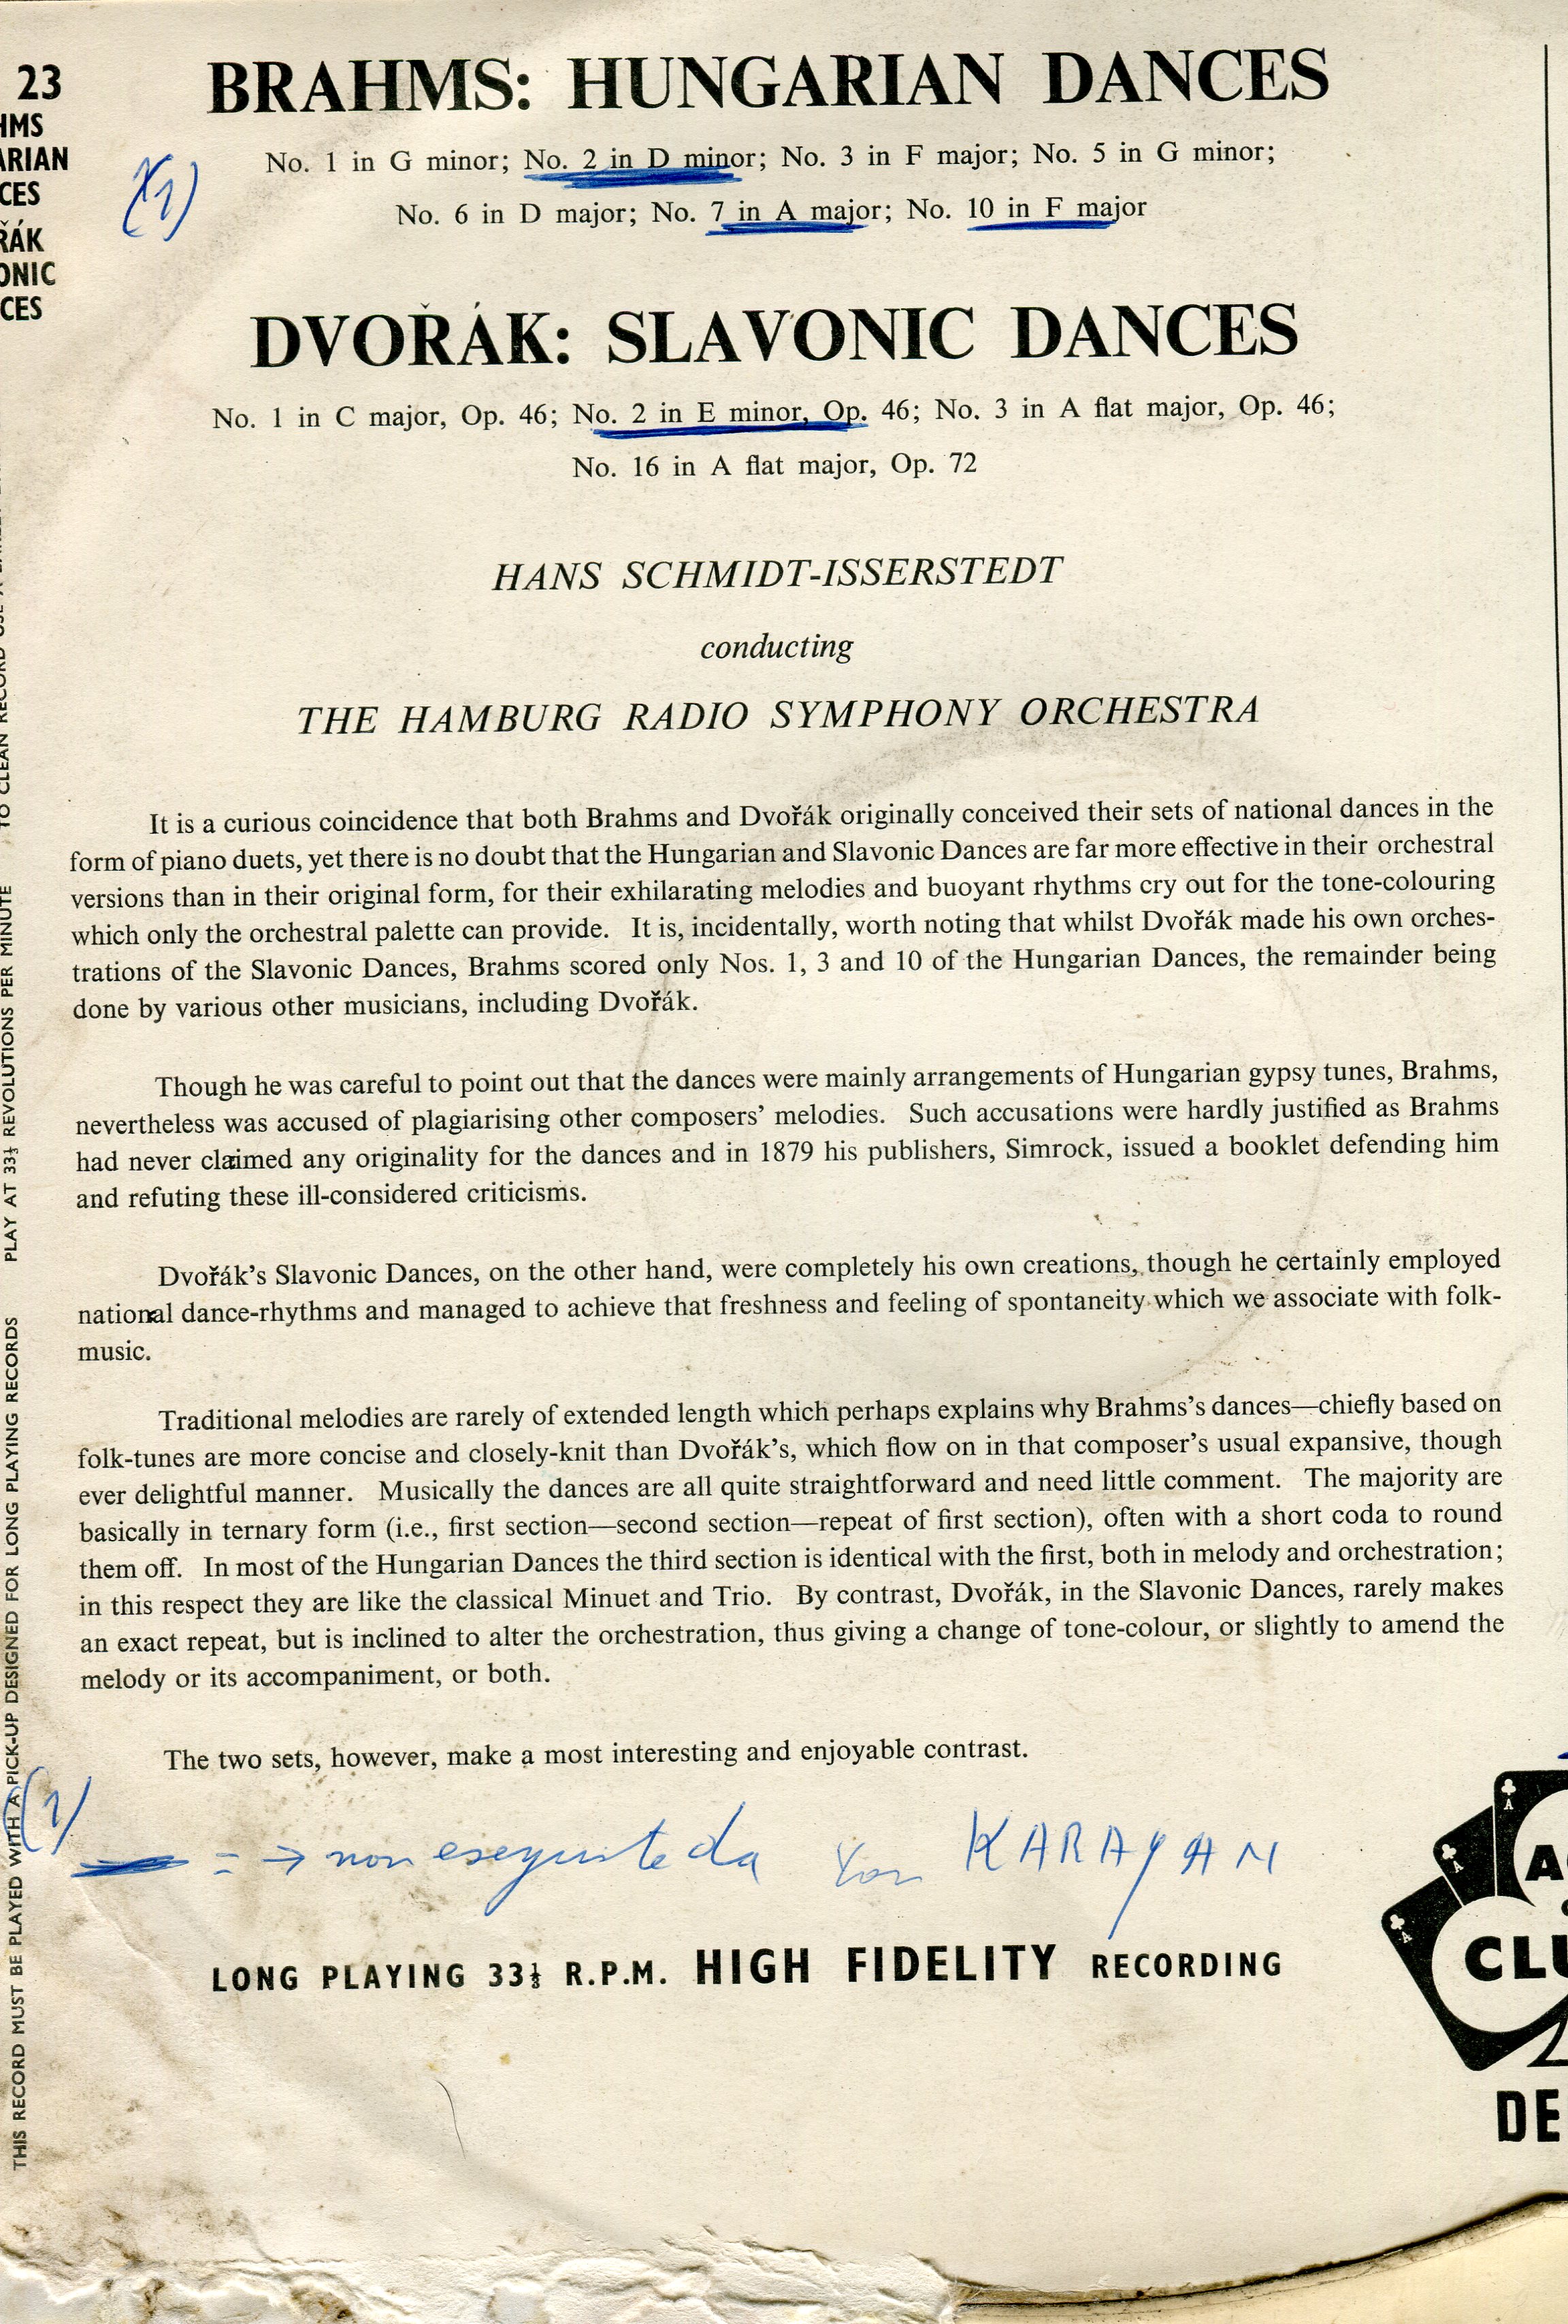 23
HMS
ARIAN
CES
ŘÁK
ONIC
CES
BRAHMS: HUNGARIAN DANCES
No. 1 in G minor; No. 2 in D minor; No. 3 in F major; No. 5 in G minor;
No. 6 in D major; No. 7 in A major; No. 10 in F major
(1)
DVOŘÁK: SLAVONIC DANCES
No. 1 in C major, Op. 46; No. 2 in E minor, Op. 46; No. 3 in A flat major, Op. 46;
No. 16 in A flat major, Op. 72
HANS SCHMIDT-ISSERSTEDT
conducting
THE HAMBURG RADIO SYMPHONY ORCHESTRA
It is a curious coincidence that both Brahms and Dvořák originally conceived their sets of national dances in the
form of piano duets, yet there is no doubt that the Hungarian and Slavonic Dances are far more effective in their orchestral
versions than in their original form, for their exhilarating melodies and buoyant rhythms cry out for the tone-colouring
which only the orchestral palette can provide. It is, incidentally, worth noting that whilst Dvořák made his own orches-
trations of the Slavonic Dances, Brahms scored only Nos. 1, 3 and 10 of the Hungarian Dances, the remainder being
done by various other musicians, including Dvořák.
Though he was careful to point out that the dances were mainly arrangements of Hungarian gypsy tunes, Brahms,
nevertheless was accused of plagiarising other composers' melodies. Such accusations were hardly justified as Brahms
had never claimed any originality for the dances and in 1879 his publishers, Simrock, issued a booklet defending him
and refuting these ill-considered criticisms.
Dvořák's Slavonic Dances, on the other hand, were completely his own creations, though he certainly employed
national dance-rhythms and managed to achieve that freshness and feeling of spontaneity which we associate with folk-
music.
Traditional melodies are rarely of extended length which perhaps explains why Brahms's dances—chiefly based on
folk-tunes are more concise and closely-knit than Dvořák's, which flow on in that composer's usual expansive, though
ever delightful manner. Musically the dances are all quite straightforward and need little comment. The majority are
basically in ternary form (i.e., first section—second section—repeat of first section), often with a short coda to round
them off. In most of the Hungarian Dances the third section is identical with the first, both in melody and orchestration;
in this respect they are like the classical Minuet and Trio. By contrast, Dvořák, in the Slavonic Dances, rarely makes
an exact repeat, but is inclined to alter the orchestration, thus giving a change of tone-colour, or slightly to amend the
melody or its accompaniment, or both.
The two sets, however, make a most interesting and enjoyable contrast.
(1)
= → non eseguite da Von KARAYAN
LONG PLAYING 33⅓ R.P.M. HIGH FIDELITY RECORDING
CLU
DE
THIS RECORD MUST BE PLAYED WITH A PICK-UP DESIGNED FOR LONG PLAYING RECORDS PLAY AT 33⅓ REVOLUTIONS PER MINUTE TO CLEAN RECORD USE A